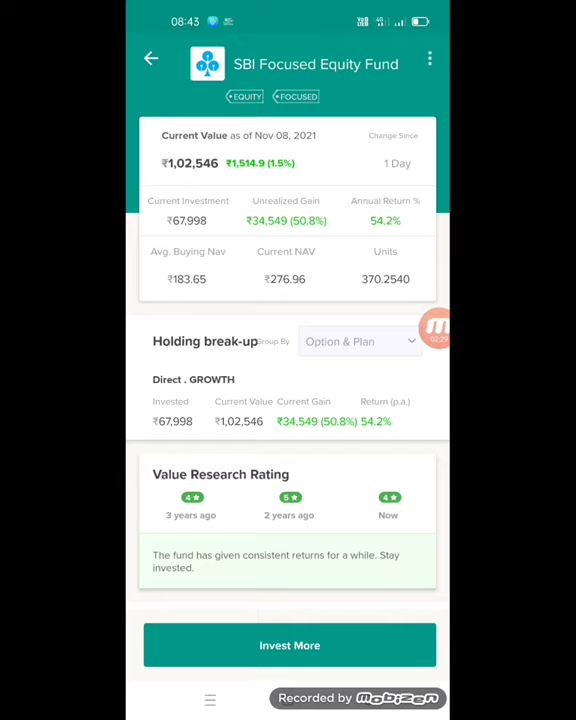 08:43
SBI Focused Equity Fund
EQUITY FOCUSED
Current Value as of Nov 08, 2021 Change Since
₹1,02,546 ₹1,514.9 (1.5%) 1 Day
Current Investment Unrealized Gain Annual Return %
₹67,998 ₹34,549 (50.8%) 54.2%
Avg. Buying Nav Current NAV Units
₹183.65 ₹276.96 370.2540
Holding break-up Group By Option & Plan
02:29
Direct . GROWTH
Invested Current Value Current Gain Return (p.a.)
₹67,998 ₹1,02,546 ₹34,549 (50.8%) 54.2%
Value Research Rating
4★ 5★ 4★
3 years ago 2 years ago Now
The fund has given consistent returns for a while. Stay
invested.
Invest More
Recorded by mobizen